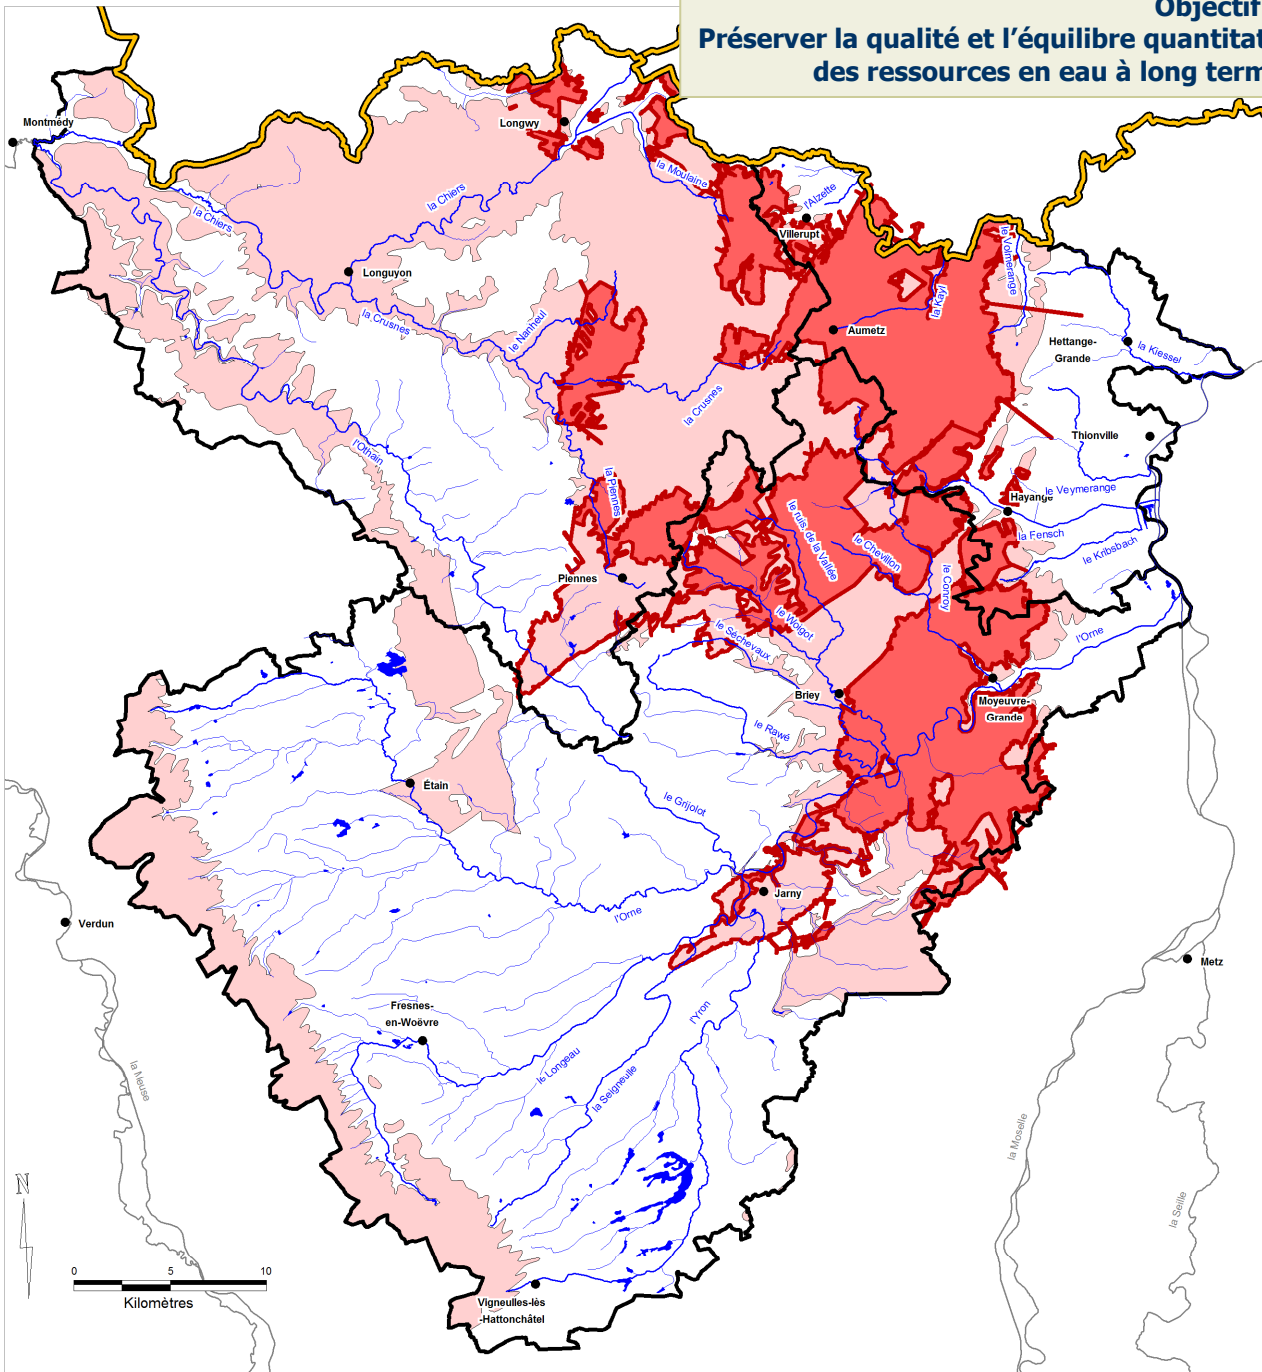 Objectif
Préserver la qualité et l'équilibre quantitat
des ressources en eau à long term
Montmédy
Longwy
la Moulaine
l'Alzette
la Chiers
la Chiers
Villerupt
le Volmerange
Longuyon
la Kayl
la Crusnes
le Nanheul
Aumetz
Hettange-
Grande
la Kiessel
la Crusnes
Thionville
l'Othain
la Piennes
le Veymerange
Hayange
le ruis. de la Vallée
la Fensch
le Chevillon
le Kribsbach
Piennes
le Conroy
le Woigot
le Séchevaux
l'Orne
Briey
Moyeuvre-
Grande
le Rawé
Étain
le Grijolot
Jarny
l'Orne
Verdun
Metz
Fresnes-
en-Woëvre
l'Yron
le Longeau
la Seigneulle
la Meuse
la Moselle
la Seille
N
0 5 10
Kilomètres
Vigneulles-lès
-Hattonchâtel